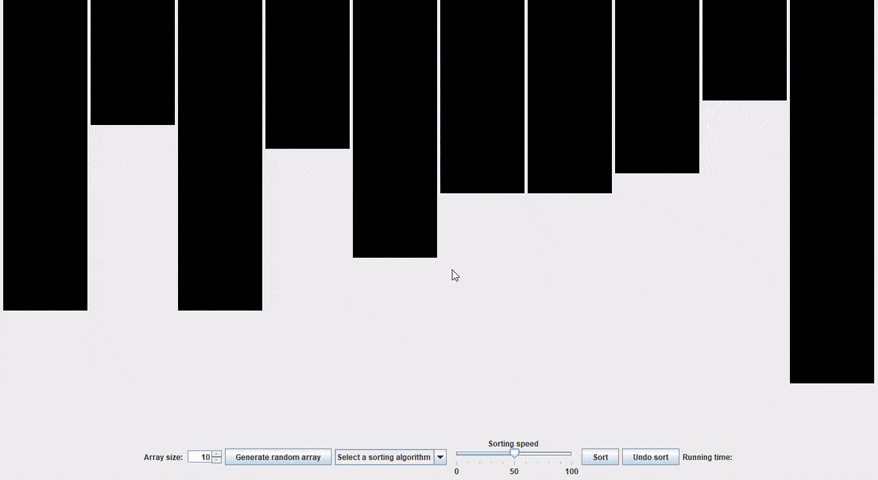 Sorting speed
Array size: 10 Generate random array Select a sorting algorithm Sort Undo sort Running time:
0 50 100